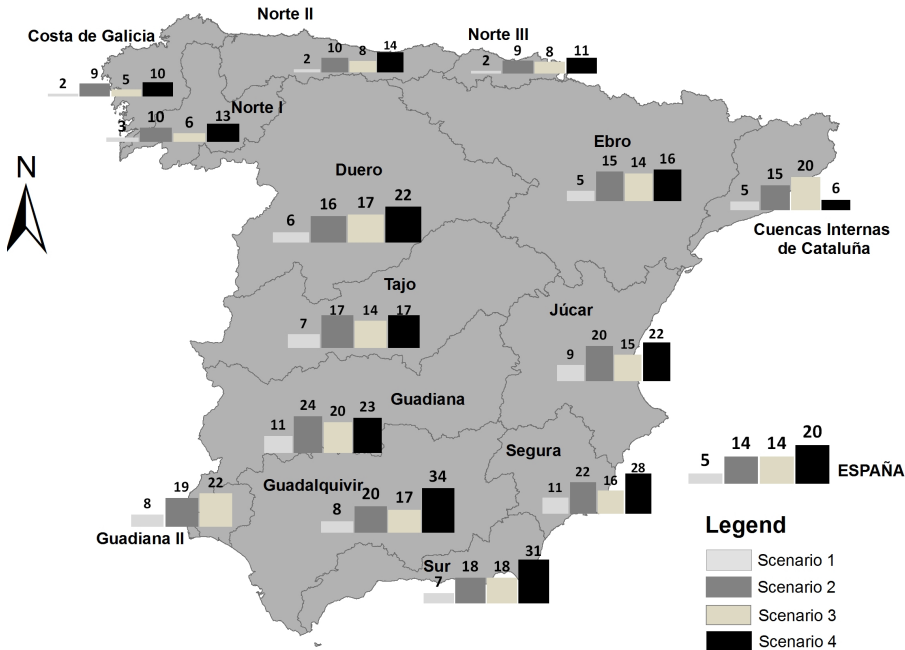 Norte II
Costa de Galicia
Norte III
2 9 5 10
2 10 8 14
2 9 8 11
Norte I
3 10 6 13
N
Ebro
5 15 14 16
5 15 20 6
Cuencas Internas
de Cataluña
Duero
6 16 17 22
Tajo
7 17 14 17
Júcar
9 20 15 22
Guadiana
11 24 20 23
Segura
11 22 16 28
5 14 14 20
ESPAÑA
Guadalquivir
8 20 17 34
8 19 22
Guadiana II
Sur
7 18 18 31
Legend
Scenario 1
Scenario 2
Scenario 3
Scenario 4